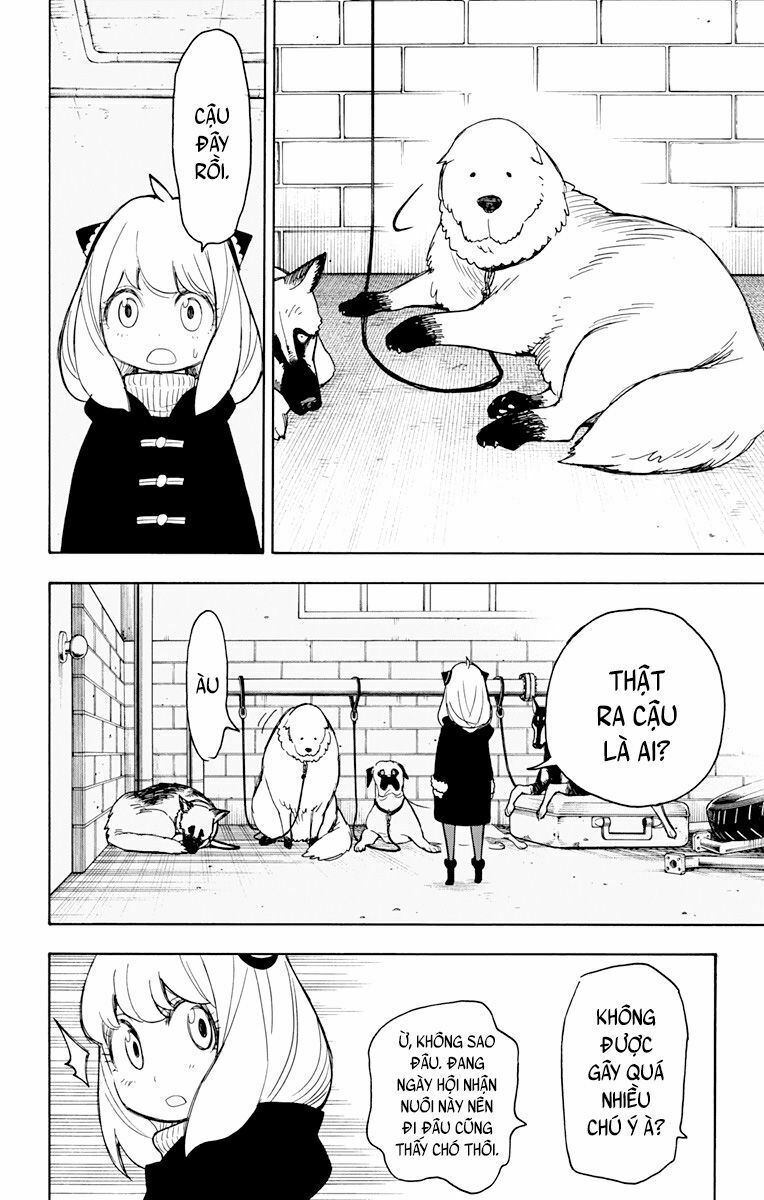 CẬU
ĐÂY
RỒI.
THẬT
RA CẬU
LÀ AI?
ÀU
KHÔNG
ĐƯỢC
GÂY QUÁ
NHIỀU
CHÚ Ý À?
Ừ, KHÔNG SAO
ĐÂU. ĐANG
NGÀY HỘI NHẬN
NUÔI NÀY NÊN
ĐI ĐÂU CŨNG
THẤY CHÓ THÔI.